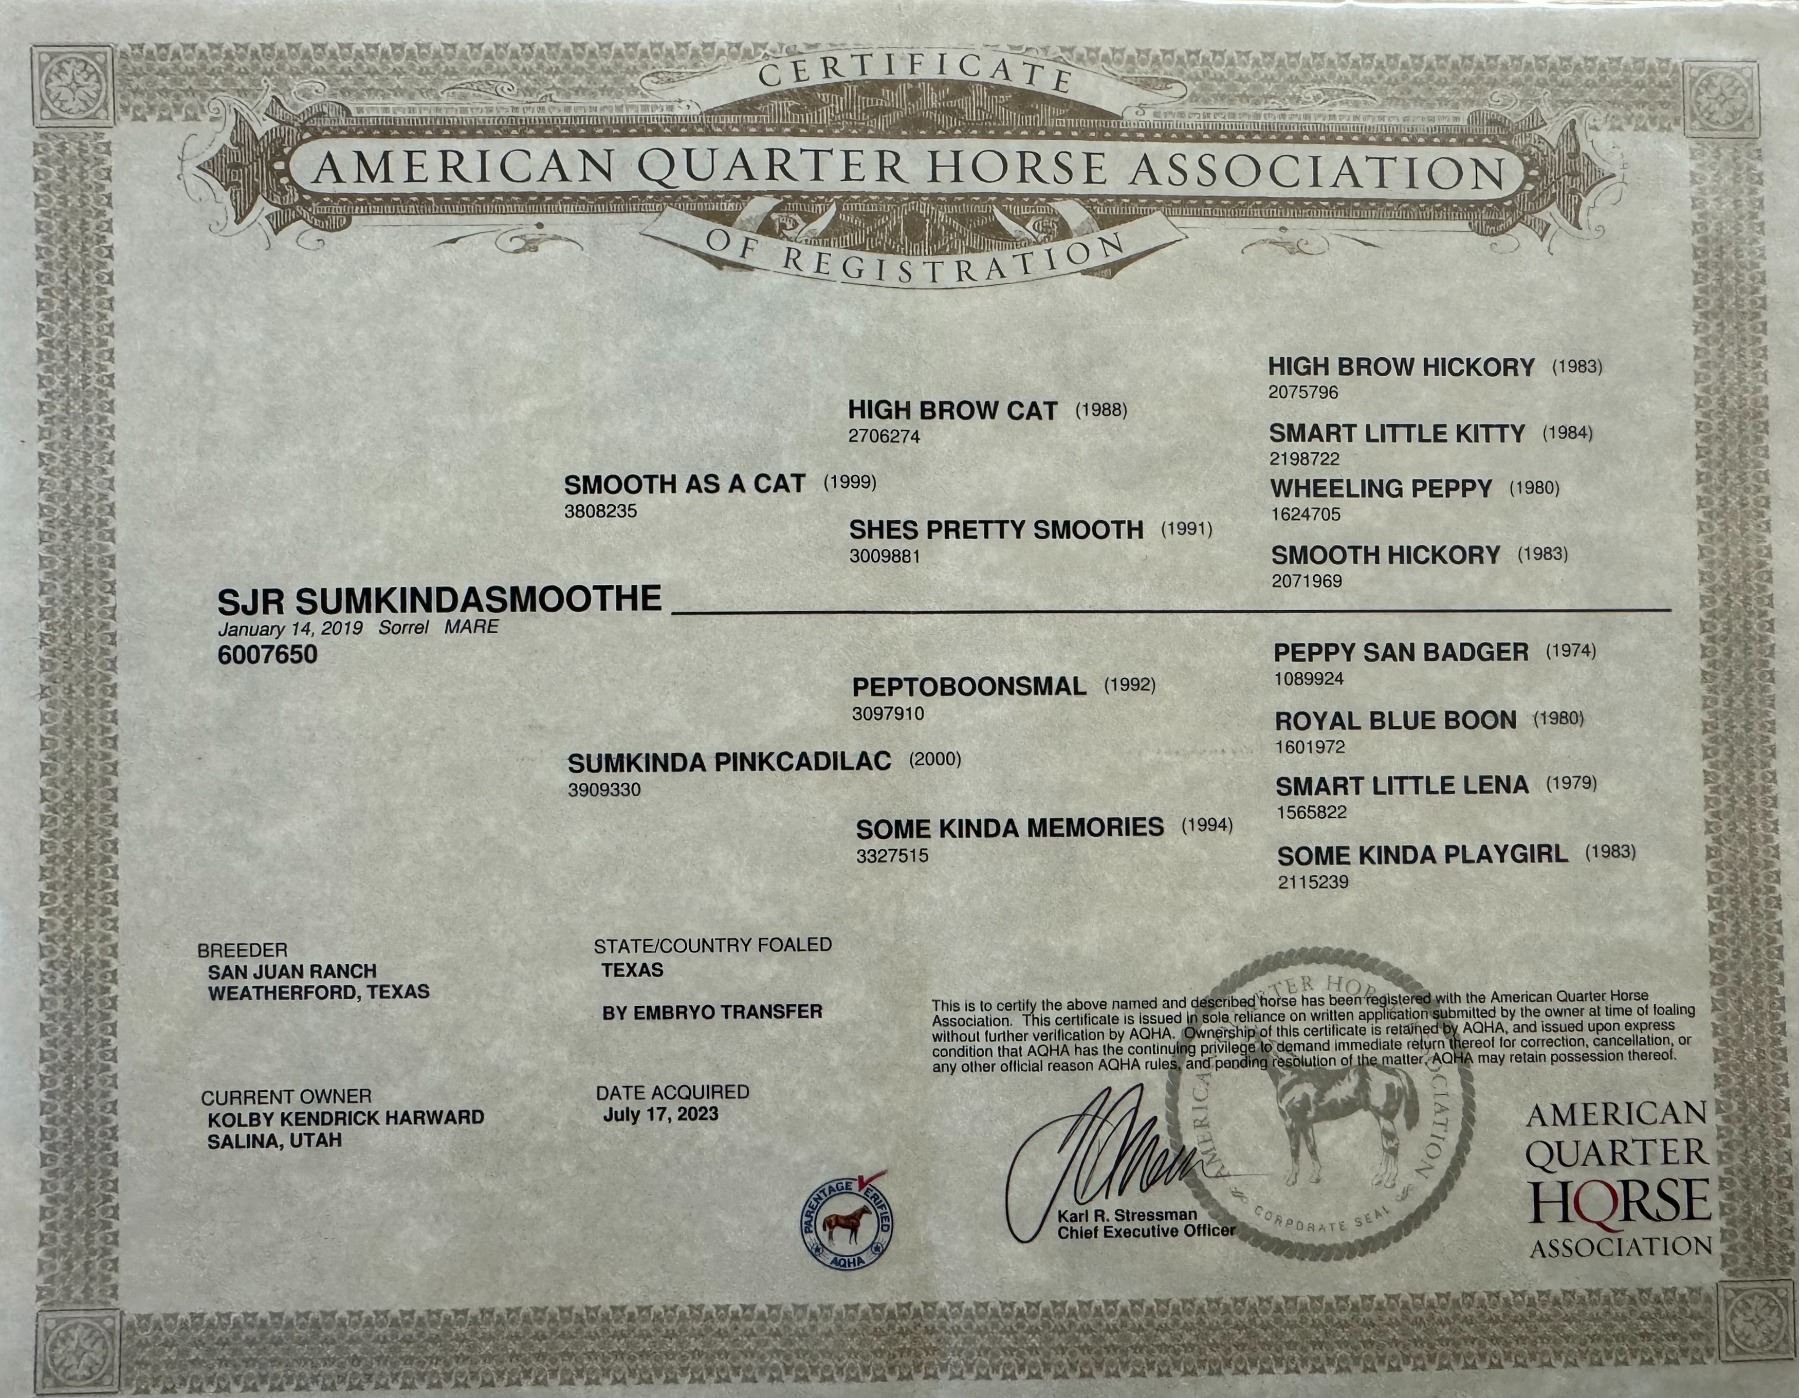 CERTIFICATE
AMERICAN QUARTER HORSE ASSOCIATION
OF REGISTRATION
HIGH BROW HICKORY (1983)
2075796
HIGH BROW CAT (1988)
2706274
SMART LITTLE KITTY (1984)
2198722
SMOOTH AS A CAT (1999)
3808235
WHEELING PEPPY (1980)
1624705
SHES PRETTY SMOOTH (1991)
3009881
SMOOTH HICKORY (1983)
2071969
SJR SUMKINDASMOOTHE
January 14, 2019 Sorrel MARE
6007650
PEPPY SAN BADGER (1974)
1089924
PEPTOBOONSMAL (1992)
3097910
ROYAL BLUE BOON (1980)
1601972
SUMKINDA PINKCADILAC (2000)
3909330
SMART LITTLE LENA (1979)
1565822
SOME KINDA MEMORIES (1994)
3327515
SOME KINDA PLAYGIRL (1983)
2115239
BREEDER
SAN JUAN RANCH
WEATHERFORD, TEXAS
STATE/COUNTRY FOALED
TEXAS
BY EMBRYO TRANSFER
This is to certify the above named and described horse has been registered with the American Quarter Horse
Association. This certificate is issued in sole reliance on written application submitted by the owner at time of foaling
without further verification by AQHA. Ownership of this certificate is retained by AQHA, and issued upon express
condition that AQHA has the continuing privilege to demand immediate return thereof for correction, cancellation, or
any other official reason AQHA rules, and pending resolution of the matter, AQHA may retain possession thereof.
CURRENT OWNER
KOLBY KENDRICK HARWARD
SALINA, UTAH
DATE ACQUIRED
July 17, 2023
PARENTAGE VERIFIED
AQHA
Karl R. Stressman
Chief Executive Officer
CORPORATE SEAL
AMERICAN
QUARTER
HORSE
ASSOCIATION